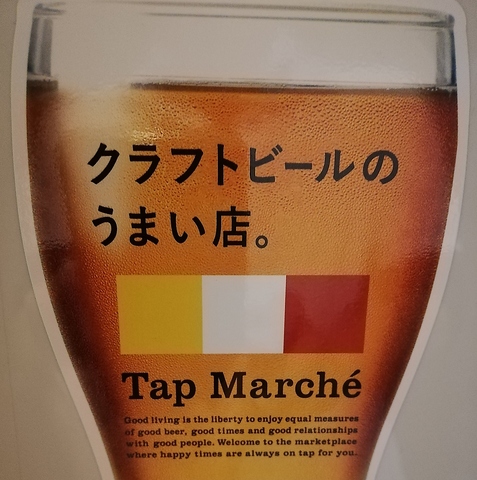 クラフトビールの
うまい店。
Tap Marché
Good living is the liberty to enjoy equal measures
of good beer, good times and good relationships
with good people. Welcome to the marketplace
where happy times are always on tap for you.